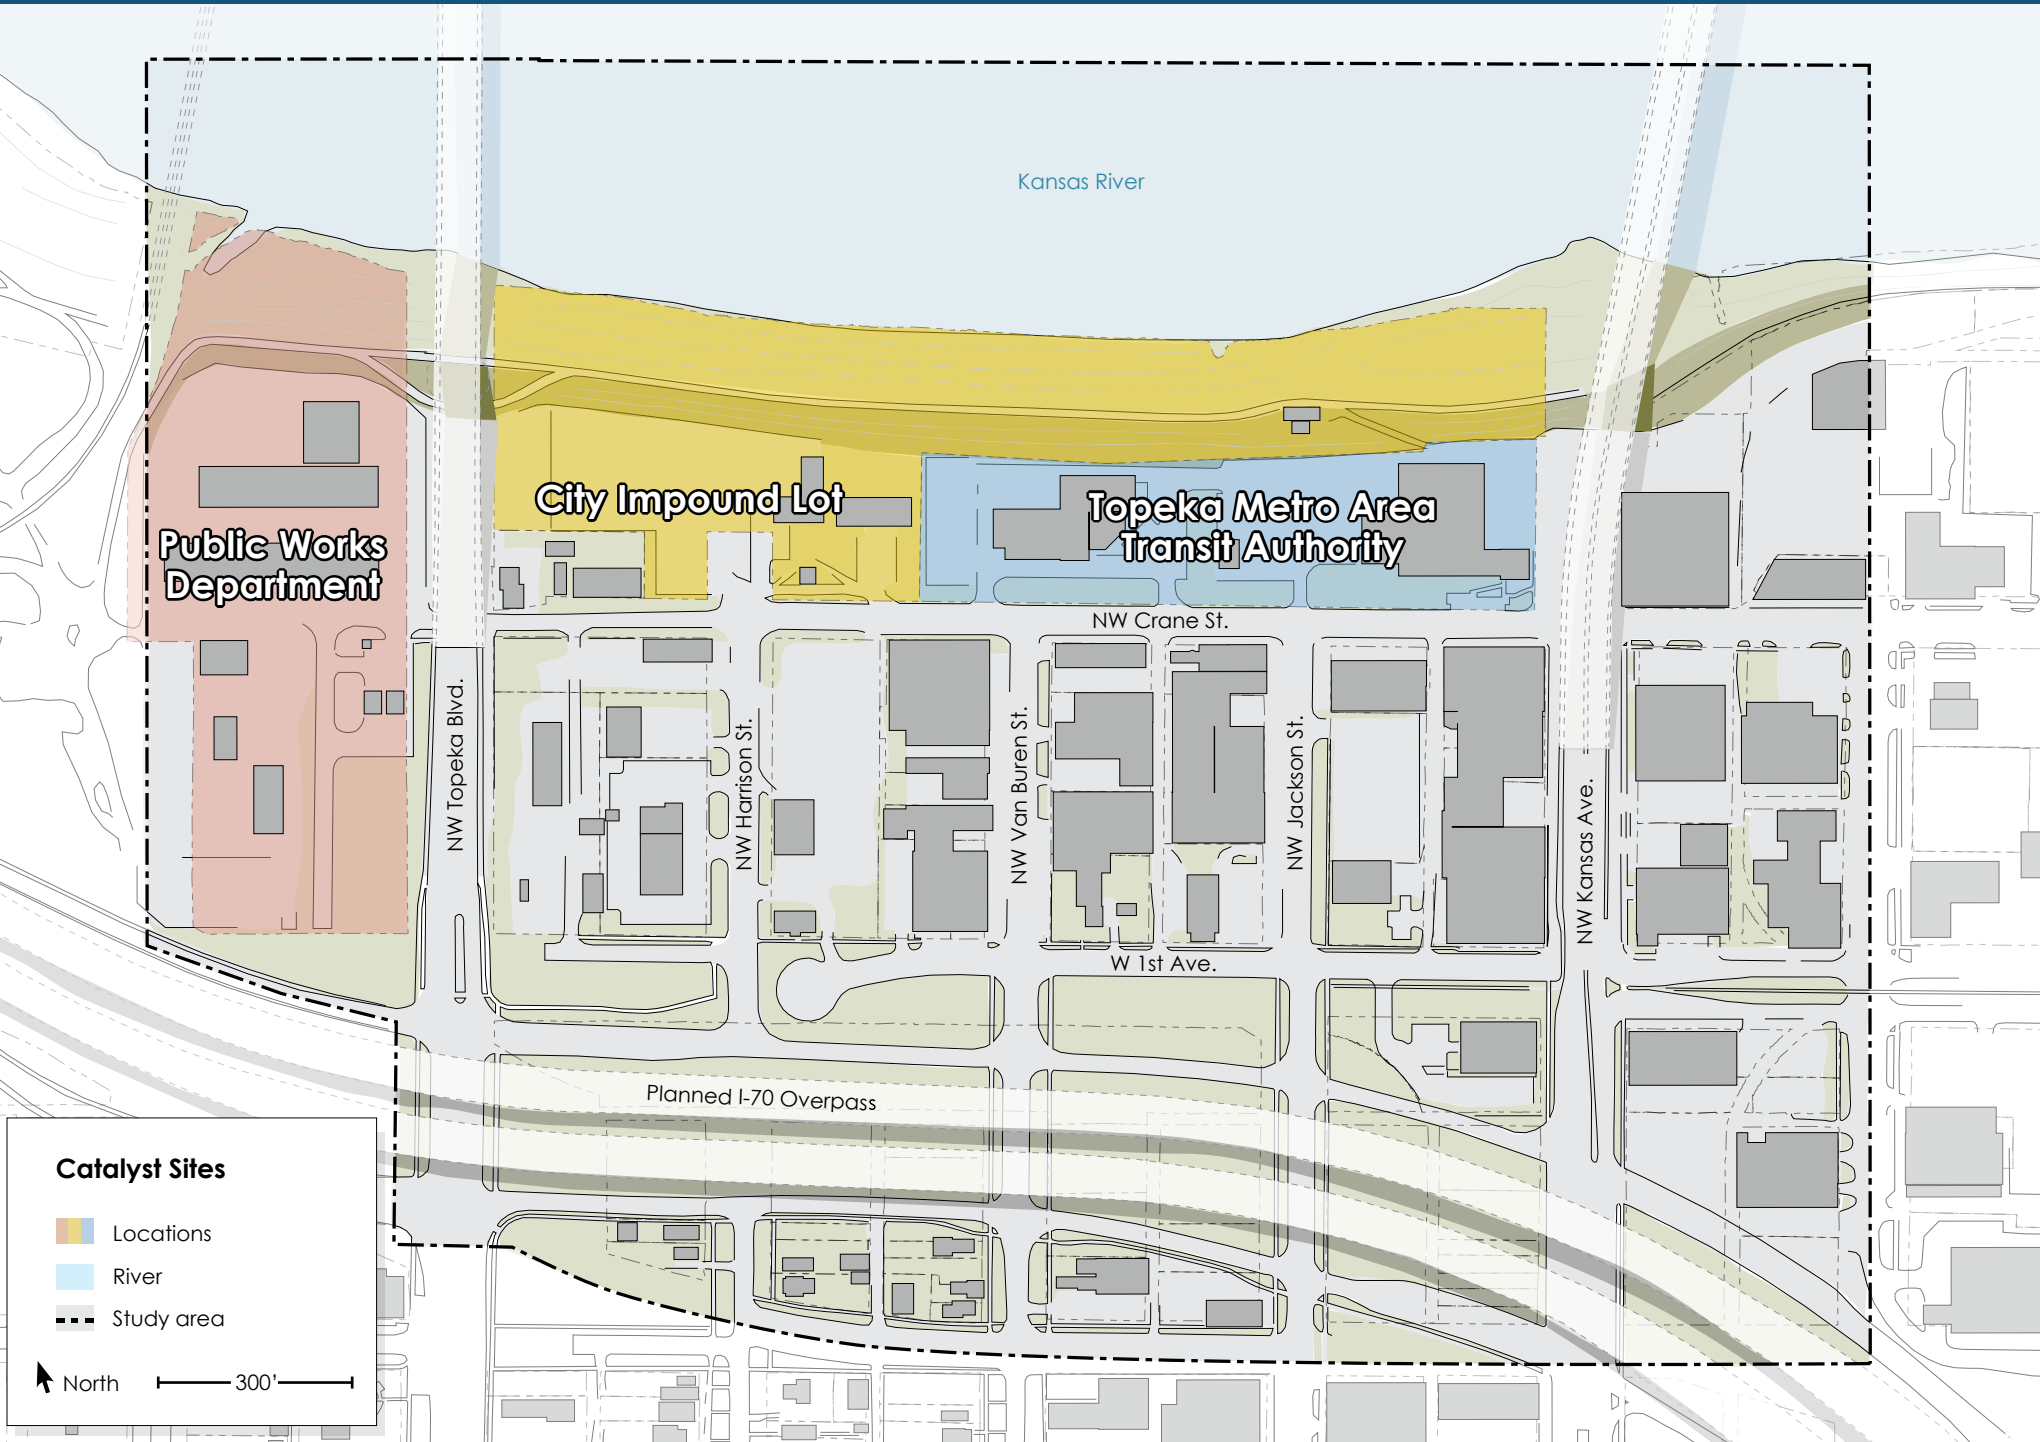 Kansas River
City Impound Lot
Topeka Metro Area
Transit Authority
Public Works
Department
NW Crane St.
NW Topeka Blvd.
NW Harrison St.
NW Van Buren St.
NW Jackson St.
NW Kansas Ave.
W 1st Ave.
Planned I-70 Overpass
Catalyst Sites
Locations
River
Study area
North
300'